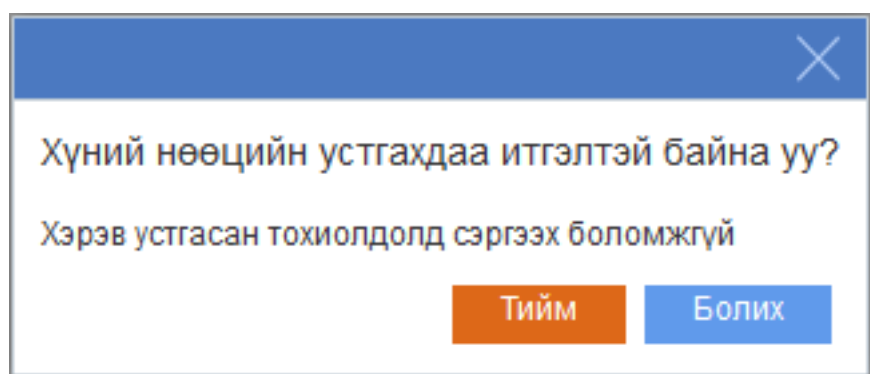 Хүний нөөцийн устгахдаа итгэлтэй байна уу?
Хэрэв устгасан тохиолдолд сэргээх боломжгүй
Тийм Болих